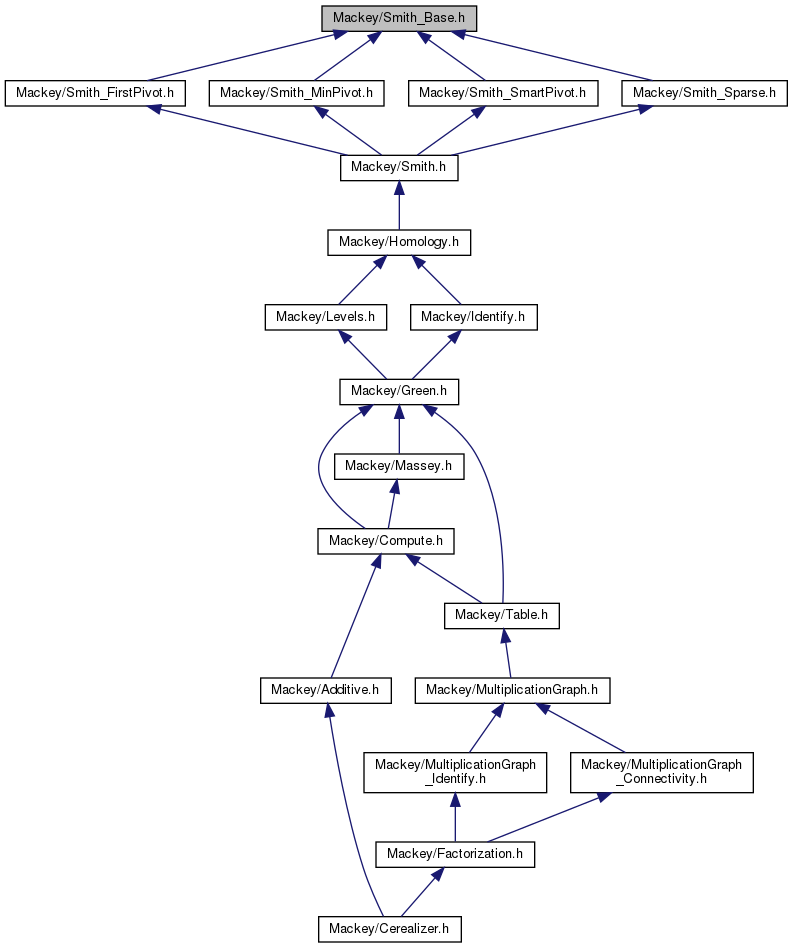 Mackey/Smith_Base.h
Mackey/Smith_FirstPivot.h
Mackey/Smith_MinPivot.h
Mackey/Smith_SmartPivot.h
Mackey/Smith_Sparse.h
Mackey/Smith.h
Mackey/Homology.h
Mackey/Levels.h
Mackey/Identify.h
Mackey/Green.h
Mackey/Massey.h
Mackey/Compute.h
Mackey/Table.h
Mackey/Additive.h
Mackey/MultiplicationGraph.h
Mackey/MultiplicationGraph
_Identify.h
Mackey/MultiplicationGraph
_Connectivity.h
Mackey/Factorization.h
Mackey/Cerealizer.h